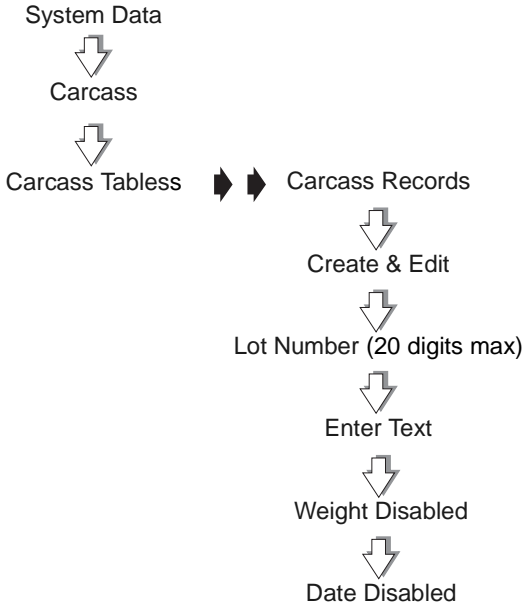 System Data
Carcass
Carcass Tabless
Carcass Records
Create & Edit
Lot Number (20 digits max)
Enter Text
Weight Disabled
Date Disabled